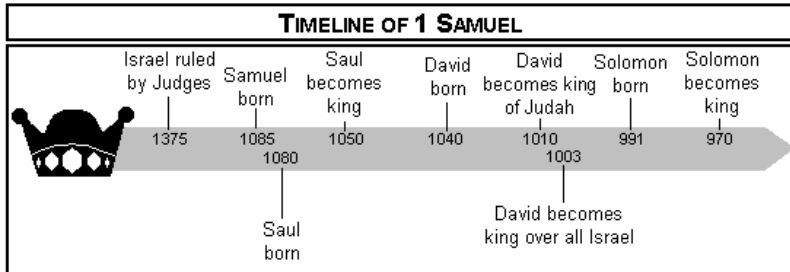 TIMELINE OF 1 SAMUEL
Israel ruled
by Judges
Samuel
born
Saul
becomes
king
David
born
David
becomes king
of Judah
Solomon
born
Solomon
becomes
king
1375 1085 1050 1040 1010 991 970
1080 1003
Saul
born
David becomes
king over all Israel